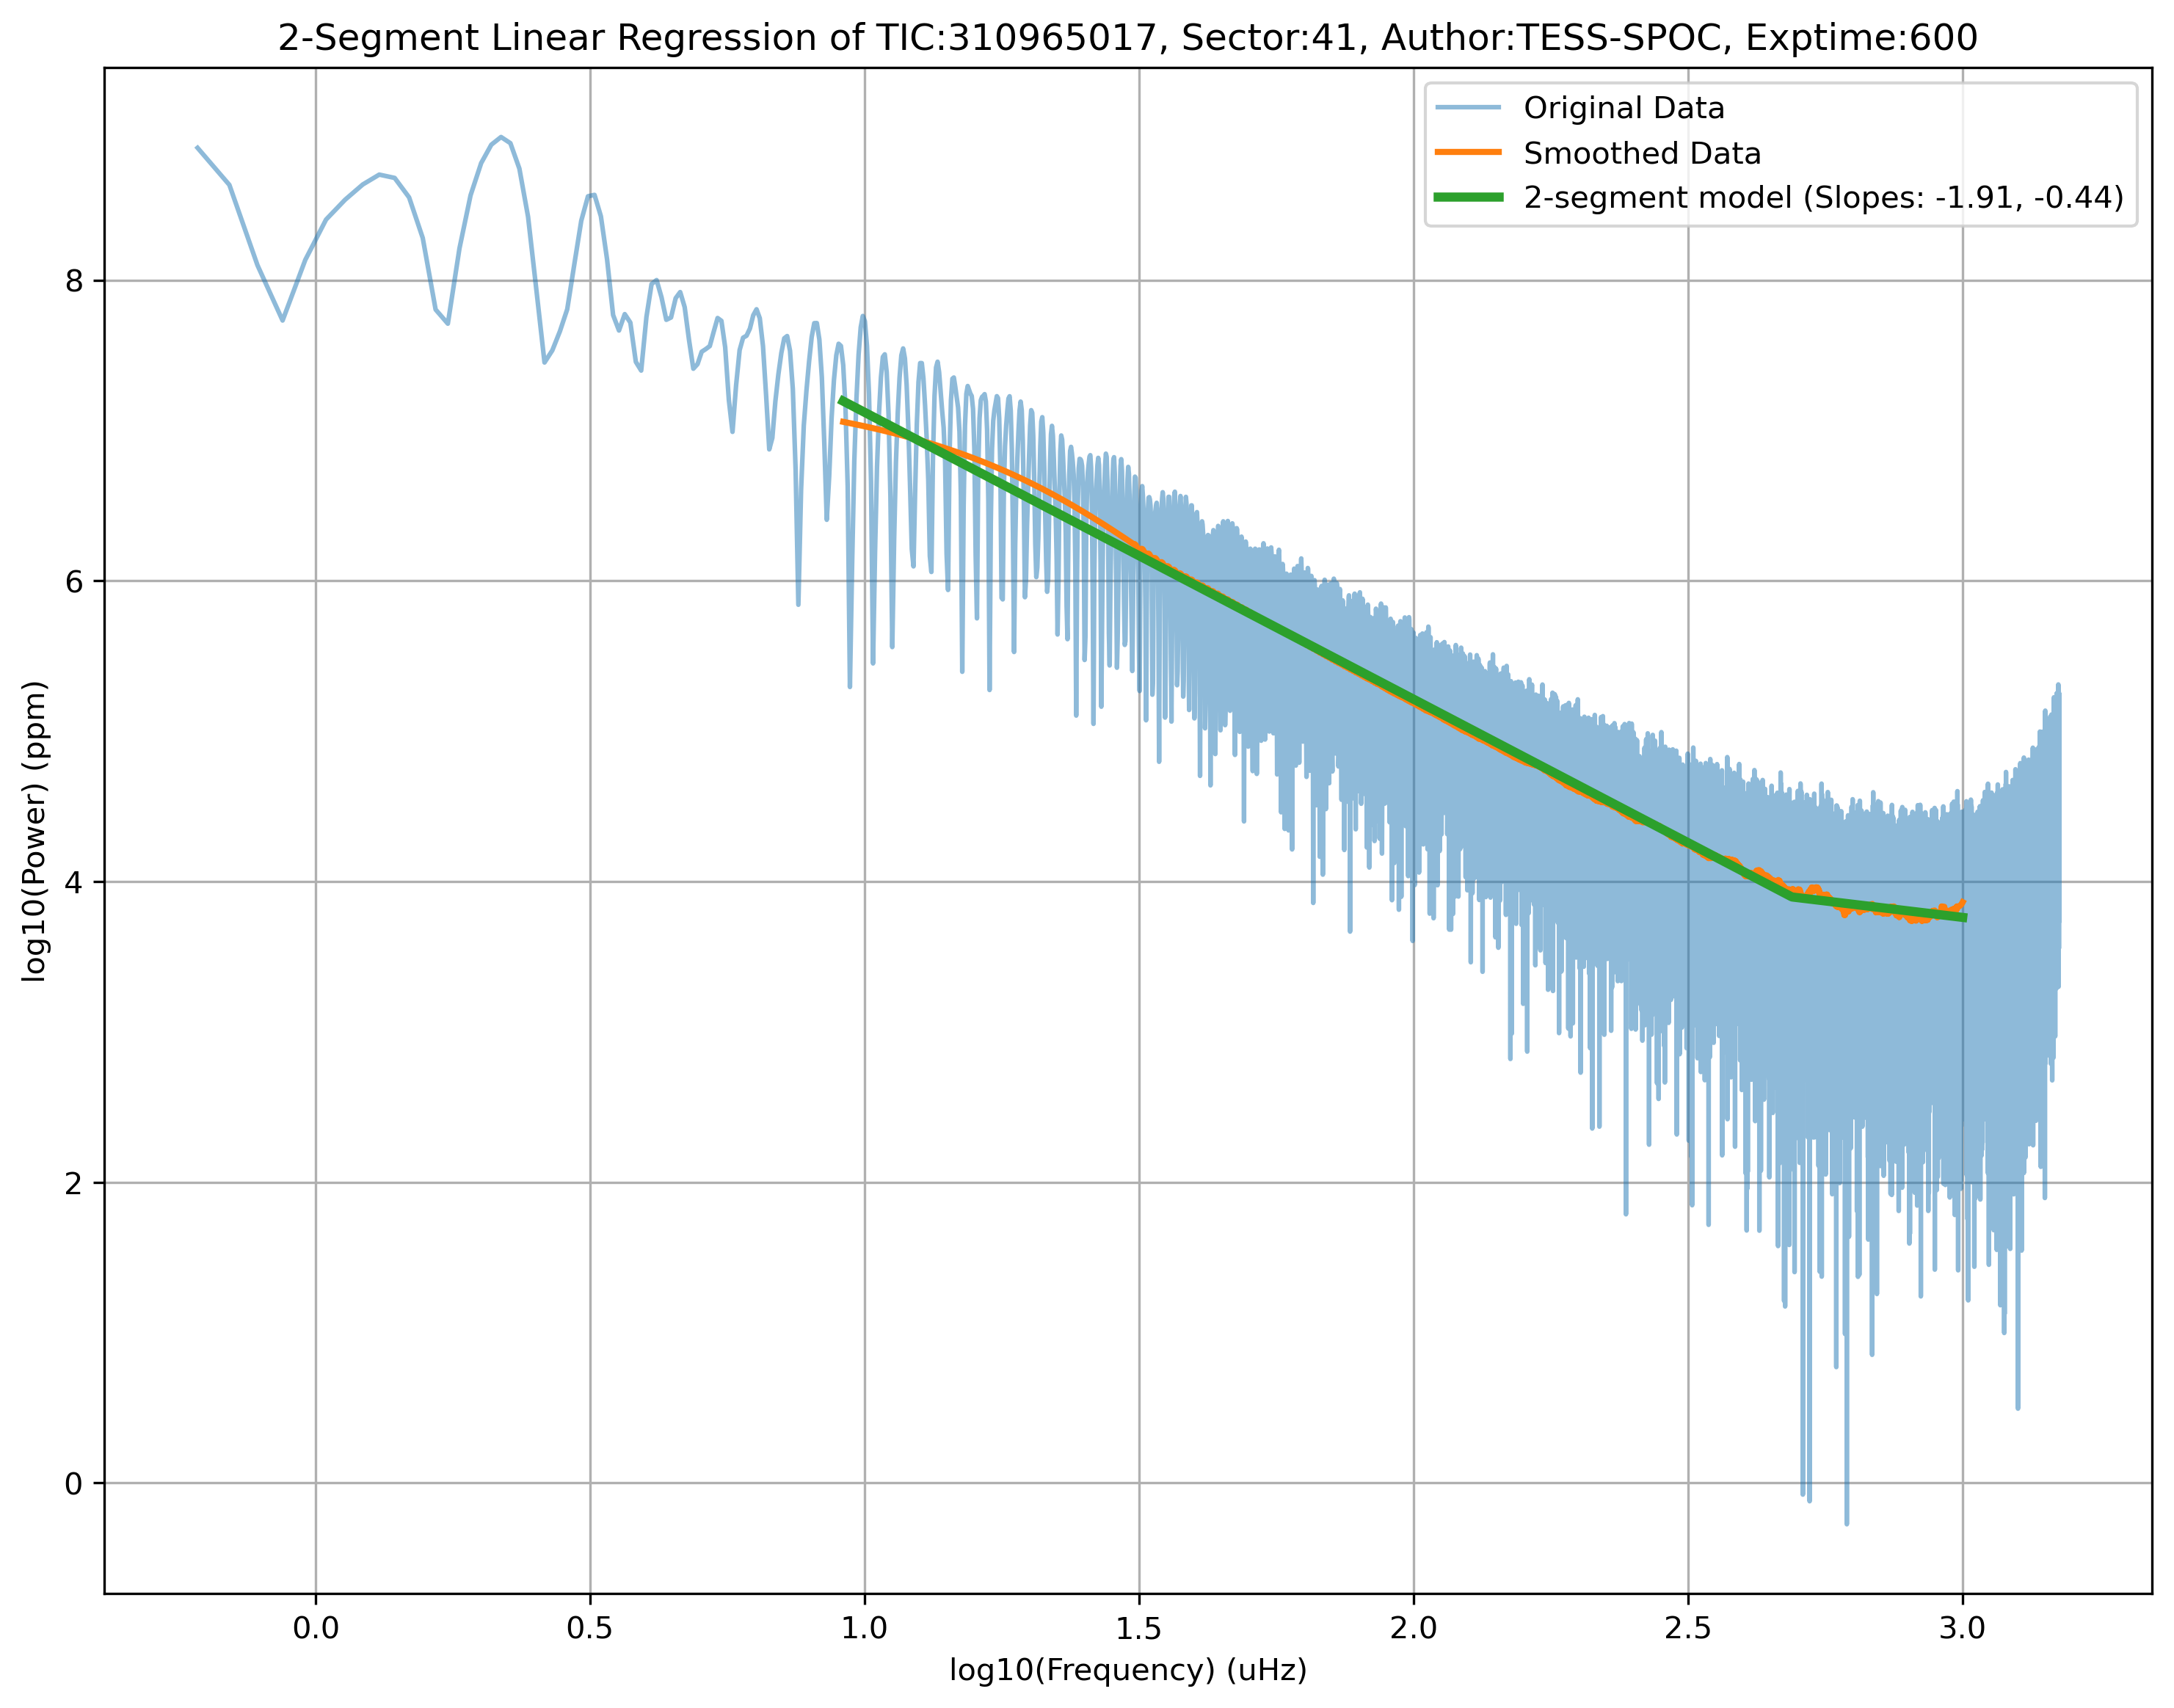 2-Segment Linear Regression of TIC:310965017, Sector:41, Author:TESS-SPOC, Exptime:600
Original Data
Smoothed Data
2-segment model (Slopes: -1.91, -0.44)
log10(Power) (ppm)
8
6
4
2
0
0.0 0.5 1.0 1.5 2.0 2.5 3.0
log10(Frequency) (uHz)